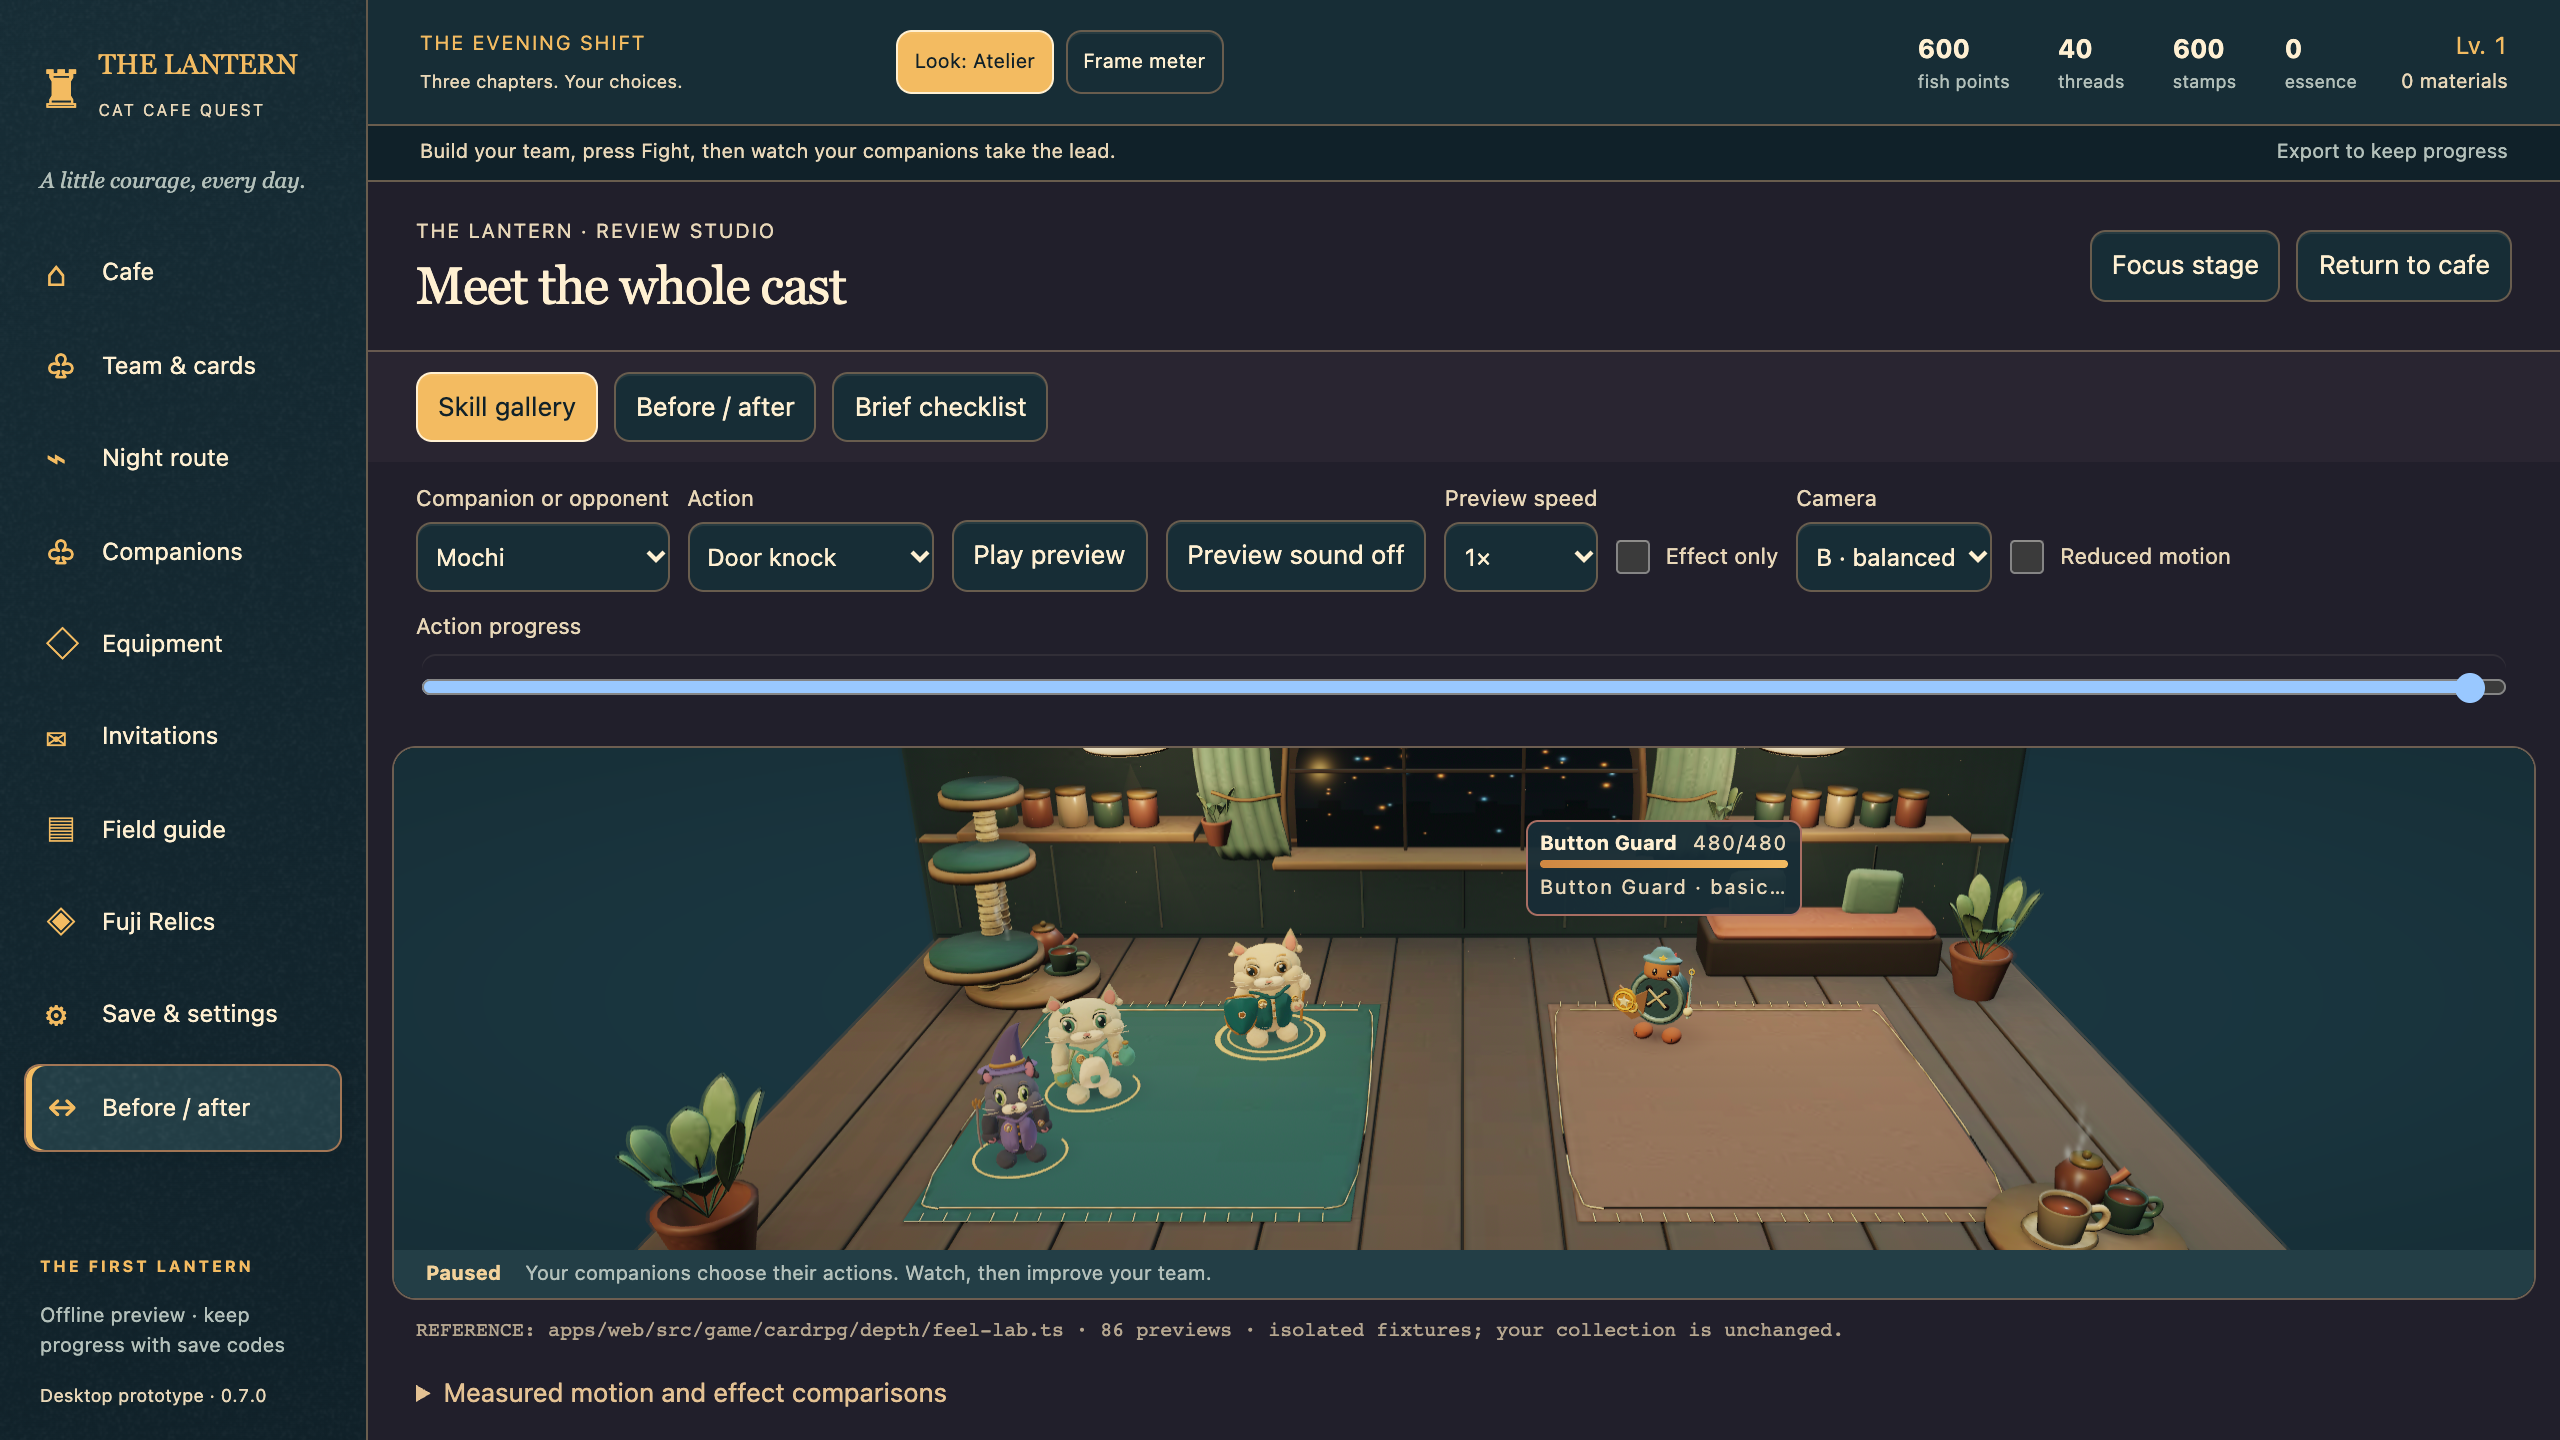 THE LANTERN
CAT CAFE QUEST
A little courage, every day.
Cafe
Team & cards
Night route
Companions
Equipment
Invitations
Field guide
Fuji Relics
Save & settings
Before / after
THE FIRST LANTERN
Offline preview · keep
progress with save codes
Desktop prototype · 0.7.0
THE EVENING SHIFT
Three chapters. Your choices.
Look: Atelier
Frame meter
600
fish points
40
threads
600
stamps
0
essence
Lv. 1
0 materials
Build your team, press Fight, then watch your companions take the lead.
Export to keep progress
THE LANTERN · REVIEW STUDIO
Meet the whole cast
Focus stage
Return to cafe
Skill gallery
Before / after
Brief checklist
Companion or opponent
Mochi
Action
Door knock
Play preview
Preview sound off
Preview speed
1×
Effect only
Camera
B · balanced
Reduced motion
Action progress
Button Guard 480/480
Button Guard · basic…
Paused Your companions choose their actions. Watch, then improve your team.
REFERENCE: apps/web/src/game/cardrpg/depth/feel-lab.ts · 86 previews · isolated fixtures; your collection is unchanged.
Measured motion and effect comparisons